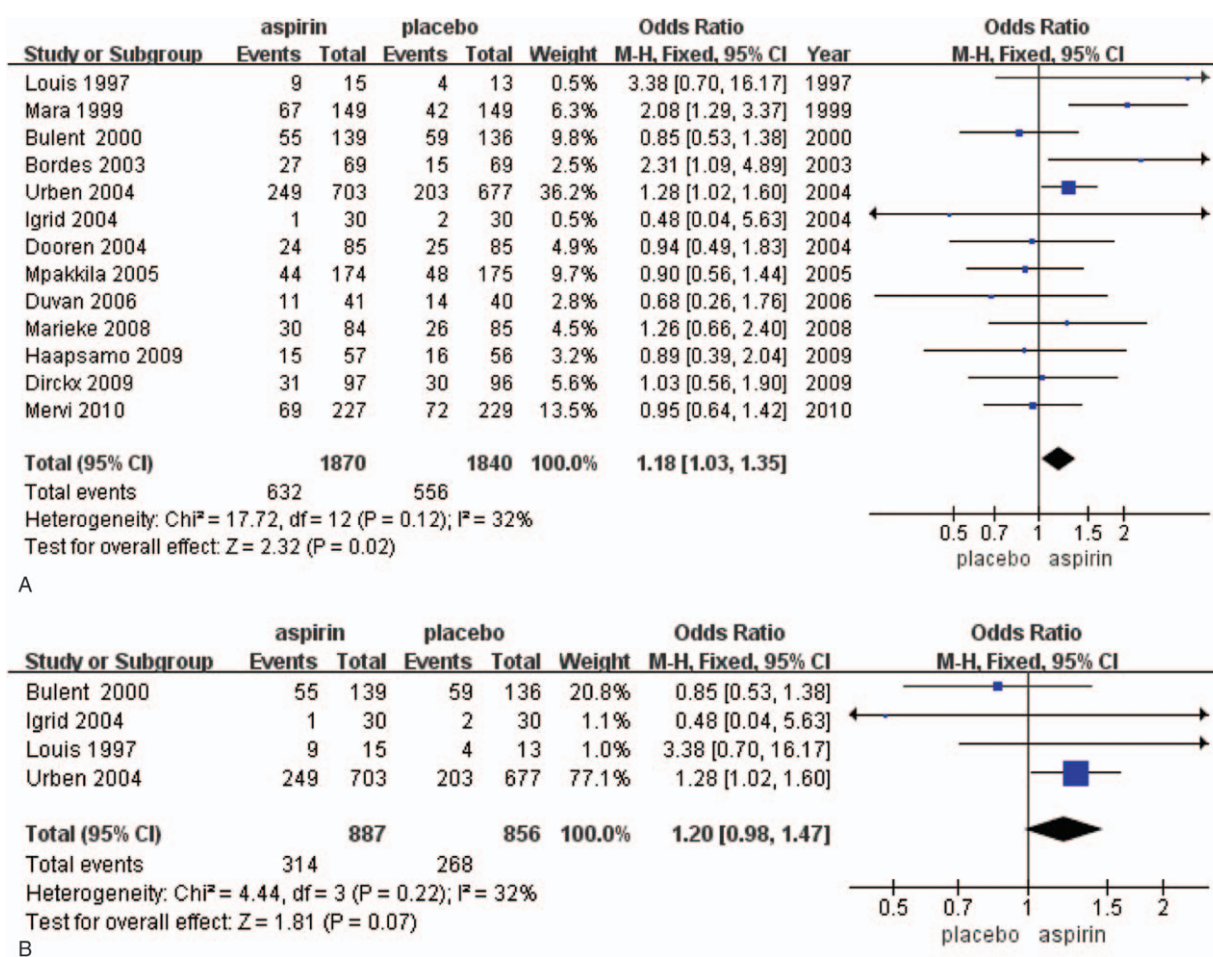 aspirin placebo Odds Ratio Odds Ratio
Study or Subgroup Events Total Events Total Weight M-H, Fixed, 95% CI Year M-H, Fixed, 95% CI
Louis 1997 9 15 4 13 0.5% 3.38 [0.70, 16.17] 1997
Mara 1999 67 149 42 149 6.3% 2.08 [1.29, 3.37] 1999
Bulent 2000 55 139 59 136 9.8% 0.85 [0.53, 1.38] 2000
Bordes 2003 27 69 15 69 2.5% 2.31 [1.09, 4.89] 2003
Urben 2004 249 703 203 677 36.2% 1.28 [1.02, 1.60] 2004
Igrid 2004 1 30 2 30 0.5% 0.48 [0.04, 5.63] 2004
Dooren 2004 24 85 25 85 4.9% 0.94 [0.49, 1.83] 2004
Mpakkila 2005 44 174 48 175 9.7% 0.90 [0.56, 1.44] 2005
Duvan 2006 11 41 14 40 2.8% 0.68 [0.26, 1.76] 2006
Marieke 2008 30 84 26 85 4.5% 1.26 [0.66, 2.40] 2008
Haapsamo 2009 15 57 16 56 3.2% 0.89 [0.39, 2.04] 2009
Dirckx 2009 31 97 30 96 5.6% 1.03 [0.56, 1.90] 2009
Mervi 2010 69 227 72 229 13.5% 0.95 [0.64, 1.42] 2010
Total (95% CI) 1870 1840 100.0% 1.18 [1.03, 1.35]
Total events 632 556
Heterogeneity: Chi² = 17.72, df = 12 (P = 0.12); I² = 32%
Test for overall effect: Z = 2.32 (P = 0.02)
0.5 0.7 1 1.5 2
placebo aspirin
A
aspirin placebo Odds Ratio Odds Ratio
Study or Subgroup Events Total Events Total Weight M-H, Fixed, 95% CI M-H, Fixed, 95% CI
Bulent 2000 55 139 59 136 20.8% 0.85 [0.53, 1.38]
Igrid 2004 1 30 2 30 1.1% 0.48 [0.04, 5.63]
Louis 1997 9 15 4 13 1.0% 3.38 [0.70, 16.17]
Urben 2004 249 703 203 677 77.1% 1.28 [1.02, 1.60]
Total (95% CI) 887 856 100.0% 1.20 [0.98, 1.47]
Total events 314 268
Heterogeneity: Chi² = 4.44, df = 3 (P = 0.22); I² = 32%
Test for overall effect: Z = 1.81 (P = 0.07)
0.5 0.7 1 1.5 2
placebo aspirin
B